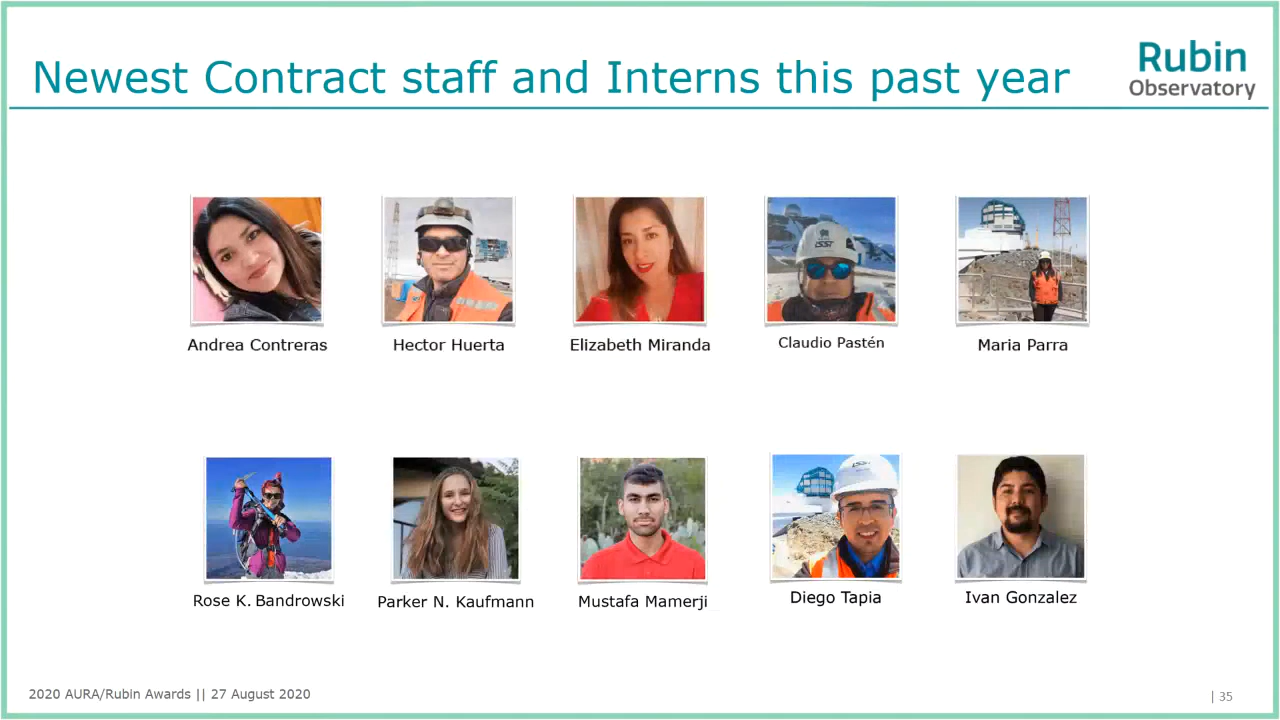 Newest Contract staff and Interns this past year
Rubin
Observatory
LSST
Andrea Contreras
Hector Huerta
Elizabeth Miranda
Claudio Pastén
Maria Parra
Rose K. Bandrowski
Parker N. Kaufmann
Mustafa Mamerji
Diego Tapia
Ivan Gonzalez
2020 AURA/Rubin Awards || 27 August 2020
| 35